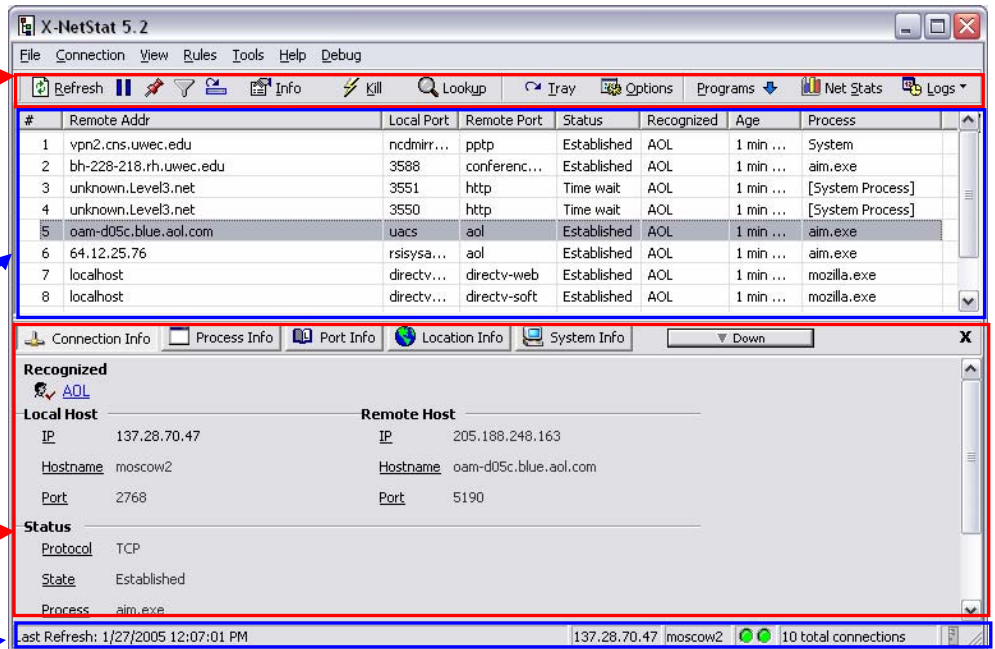 X-NetStat 5.2
File Connection View Rules Tools Help Debug
Refresh Info Kill Lookup Tray Options Programs Net Stats Logs
# Remote Addr Local Port Remote Port Status Recognized Age Process
1 vpn2.cns.uwec.edu ncdmirr... pptp Established AOL 1 min ... System
2 bh-228-218.rh.uwec.edu 3588 conferenc... Established AOL 1 min ... aim.exe
3 unknown.Level3.net 3551 http Time wait AOL 1 min ... [System Process]
4 unknown.Level3.net 3550 http Time wait AOL 1 min ... [System Process]
5 oam-d05c.blue.aol.com uacs aol Established AOL 1 min ... aim.exe
6 64.12.25.76 rsisysa... aol Established AOL 1 min ... aim.exe
7 localhost directv... directv-web Established AOL 1 min ... mozilla.exe
8 localhost directv... directv-soft Established AOL 1 min ... mozilla.exe
Connection Info Process Info Port Info Location Info System Info Down X
Recognized
AOL
Local Host Remote Host
IP 137.28.70.47 IP 205.188.248.163
Hostname moscow2 Hostname oam-d05c.blue.aol.com
Port 2768 Port 5190
Status
Protocol TCP
State Established
Process aim.exe
Last Refresh: 1/27/2005 12:07:01 PM 137.28.70.47 moscow2 10 total connections